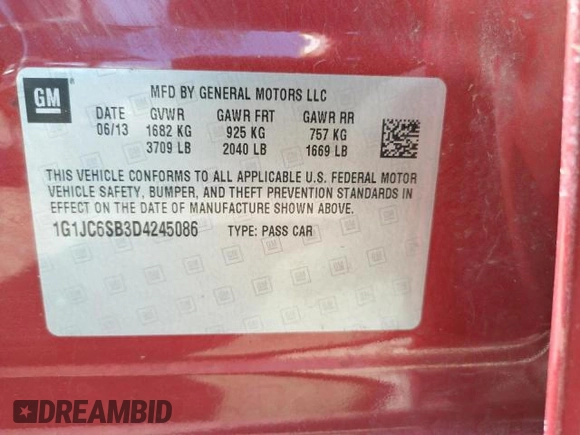 GM
MFD BY GENERAL MOTORS LLC
DATE GVWR GAWR FRT GAWR RR
06/13 1682 KG 925 KG 757 KG
3709 LB 2040 LB 1669 LB
THIS VEHICLE CONFORMS TO ALL APPLICABLE U.S. FEDERAL MOTOR
VEHICLE SAFETY, BUMPER, AND THEFT PREVENTION STANDARDS
IN EFFECT ON THE DATE OF MANUFACTURE SHOWN ABOVE.
1G1JC6SB3D4245086 TYPE: PASS CAR
DREAMBID